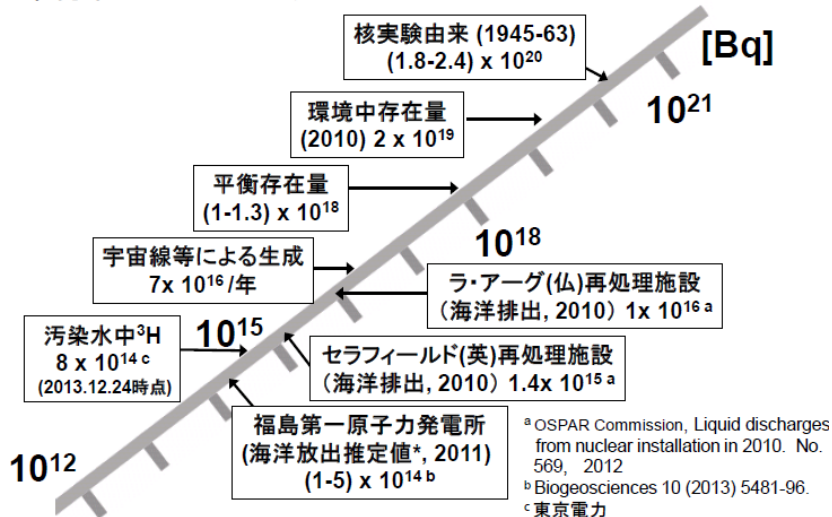 核実験由来 (1945-63)
(1.8-2.4) x 10²⁰
[Bq]
10²¹
環境中存在量
(2010) 2 x 10¹⁹
平衡存在量
(1-1.3) x 10¹⁸
10¹⁸
宇宙線等による生成
7x 10¹⁶/年
ラ・アーグ(仏)再処理施設
(海洋排出, 2010) 1x 10¹⁶ ᵃ
10¹⁵
汚染水中³H
8 x 10¹⁴ ᶜ
(2013.12.24時点)
セラフィールド(英)再処理施設
(海洋排出, 2010) 1.4x 10¹⁵ ᵃ
福島第一原子力発電所
(海洋放出推定値*, 2011)
(1-5) x 10¹⁴ ᵇ
10¹²
ᵃ OSPAR Commission, Liquid discharges
from nuclear installation in 2010. No.
569, 2012
ᵇ Biogeosciences 10 (2013) 5481-96.
ᶜ 東京電力